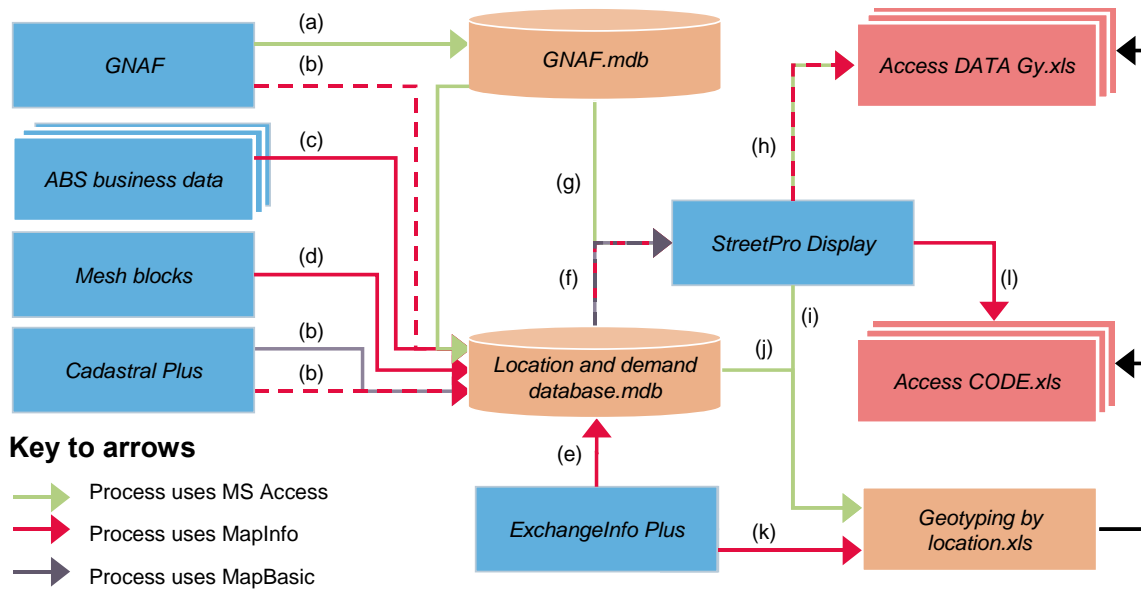 (a)
GNAF
(b)
GNAF.mdb
Access DATA Gy.xls
(c)
ABS business data
(h)
(g)
StreetPro Display
Mesh blocks
(d)
(f)
(l)
(i)
(b)
Cadastral Plus
(b)
Location and demand
database.mdb
(j)
Access CODE.xls
Key to arrows
(e)
Process uses MS Access
Process uses MapInfo
Process uses MapBasic
ExchangeInfo Plus
(k)
Geotyping by
location.xls